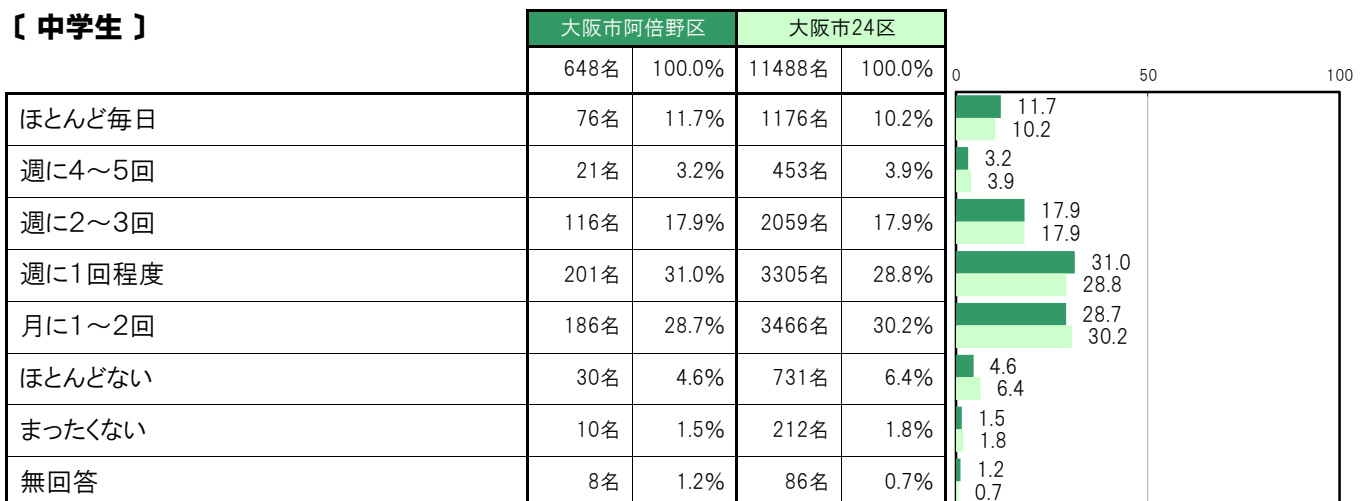 〔 中学生 〕
大阪市阿倍野区 大阪市24区
648名 100.0% 11488名 100.0%
0 50 100
ほとんど毎日 76名 11.7% 1176名 10.2%
11.7
10.2
週に4～5回 21名 3.2% 453名 3.9%
3.2
3.9
週に2～3回 116名 17.9% 2059名 17.9%
17.9
17.9
週に1回程度 201名 31.0% 3305名 28.8%
31.0
28.8
月に1～2回 186名 28.7% 3466名 30.2%
28.7
30.2
ほとんどない 30名 4.6% 731名 6.4%
4.6
6.4
まったくない 10名 1.5% 212名 1.8%
1.5
1.8
無回答 8名 1.2% 86名 0.7%
1.2
0.7